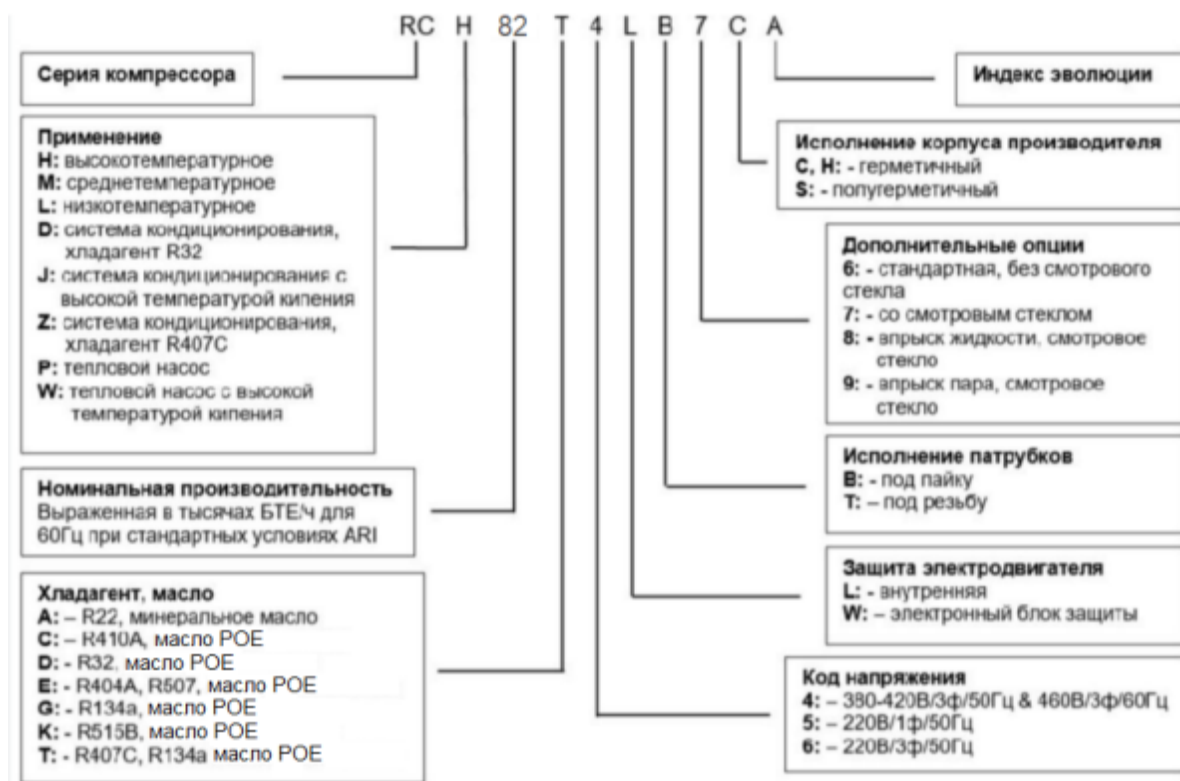 RC H 82 T 4 L B 7 C A
Серия компрессора
Применение
H: высокотемпературное
M: среднетемпературное
L: низкотемпературное
D: система кондиционирования,
хладагент R32
J: система кондиционирования с
высокой температурой кипения
Z: система кондиционирования,
хладагент R407C
P: тепловой насос
W: тепловой насос с высокой
температурой кипения
Номинальная производительность
Выраженная в тысячах БТЕ/ч для
60Гц при стандартных условиях ARI
Хладагент, масло
A: – R22, минеральное масло
C: – R410A, масло POE
D: - R32, масло POE
E: - R404A, R507, масло POE
G: - R134a, масло POE
K: - R515B, масло POE
T: - R407C, R134a масло POE
Индекс эволюции
Исполнение корпуса производителя
C, H: - герметичный
S: - полугерметичный
Дополнительные опции
6: - стандартная, без смотрового
стекла
7: - со смотровым стеклом
8: - впрыск жидкости, смотровое
стекло
9: - впрыск пара, смотровое
стекло
Исполнение патрубков
B: - под пайку
T: – под резьбу
Защита электродвигателя
L: - внутренняя
W: – электронный блок защиты
Код напряжения
4: – 380-420В/3ф/50Гц & 460В/3ф/60Гц
5: – 220В/1ф/50Гц
6: – 220В/3ф/50Гц